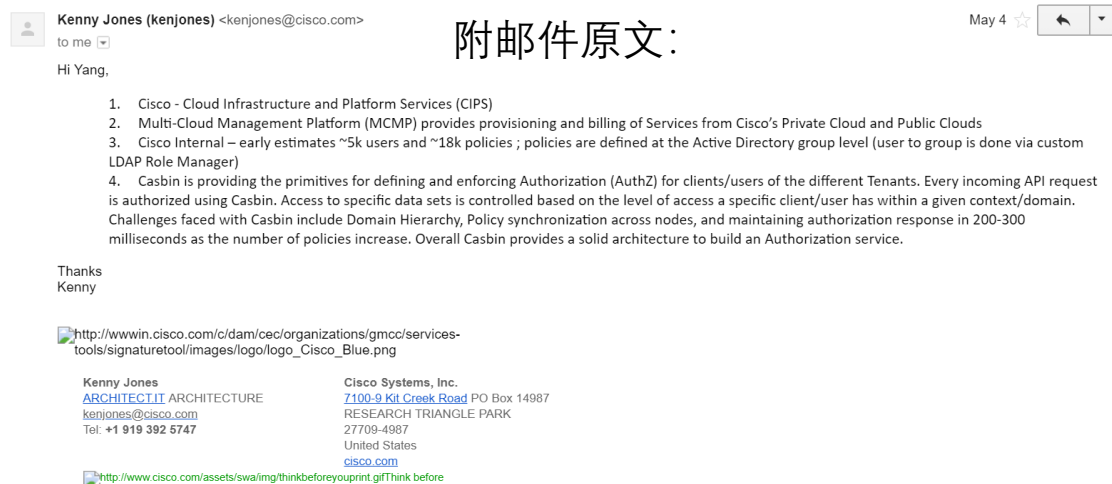 Kenny Jones (kenjones) <kenjones@cisco.com>
May 4
附邮件原文：
to me
Hi Yang,
1. Cisco - Cloud Infrastructure and Platform Services (CIPS)
2. Multi-Cloud Management Platform (MCMP) provides provisioning and billing of Services from Cisco's Private Cloud and Public Clouds
3. Cisco Internal – early estimates ~5k users and ~18k policies ; policies are defined at the Active Directory group level (user to group is done via custom
LDAP Role Manager)
4. Casbin is providing the primitives for defining and enforcing Authorization (AuthZ) for clients/users of the different Tenants. Every incoming API request
is authorized using Casbin. Access to specific data sets is controlled based on the level of access a specific client/user has within a given context/domain.
Challenges faced with Casbin include Domain Hierarchy, Policy synchronization across nodes, and maintaining authorization response in 200-300
milliseconds as the number of policies increase. Overall Casbin provides a solid architecture to build an Authorization service.
Thanks
Kenny
http://wwwin.cisco.com/c/dam/cec/organizations/gmcc/services-
tools/signaturetool/images/logo/logo_Cisco_Blue.png
Kenny Jones
ARCHITECT.IT ARCHITECTURE
kenjones@cisco.com
Tel: +1 919 392 5747
Cisco Systems, Inc.
7100-9 Kit Creek Road PO Box 14987
RESEARCH TRIANGLE PARK
27709-4987
United States
cisco.com
http://www.cisco.com/assets/swa/img/thinkbeforeyouprint.gifThink before